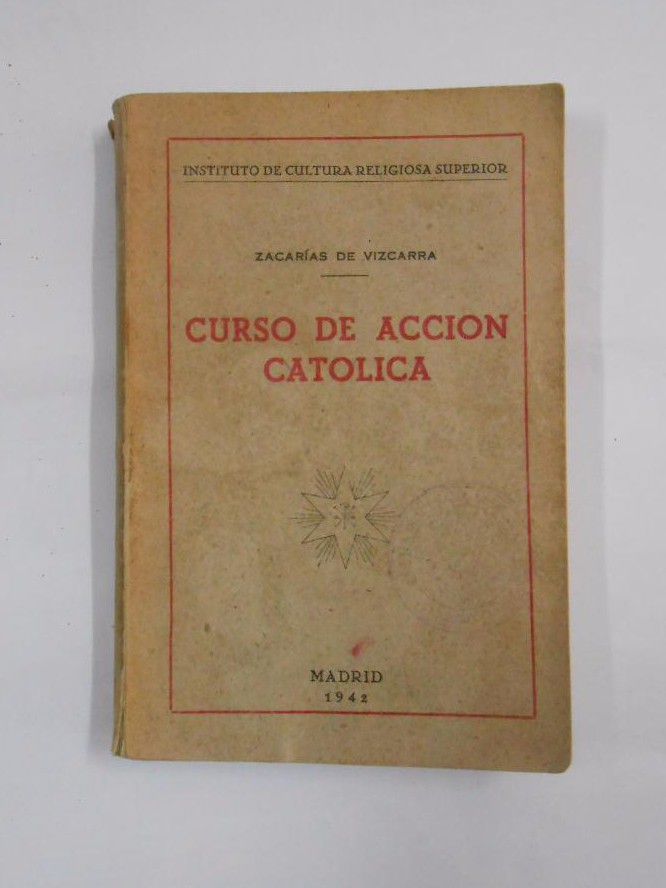 INSTITUTO DE CULTURA RELIGIOSA SUPERIOR
ZACARÍAS DE VIZCARRA
CURSO DE ACCION
CATOLICA
MADRID
1942